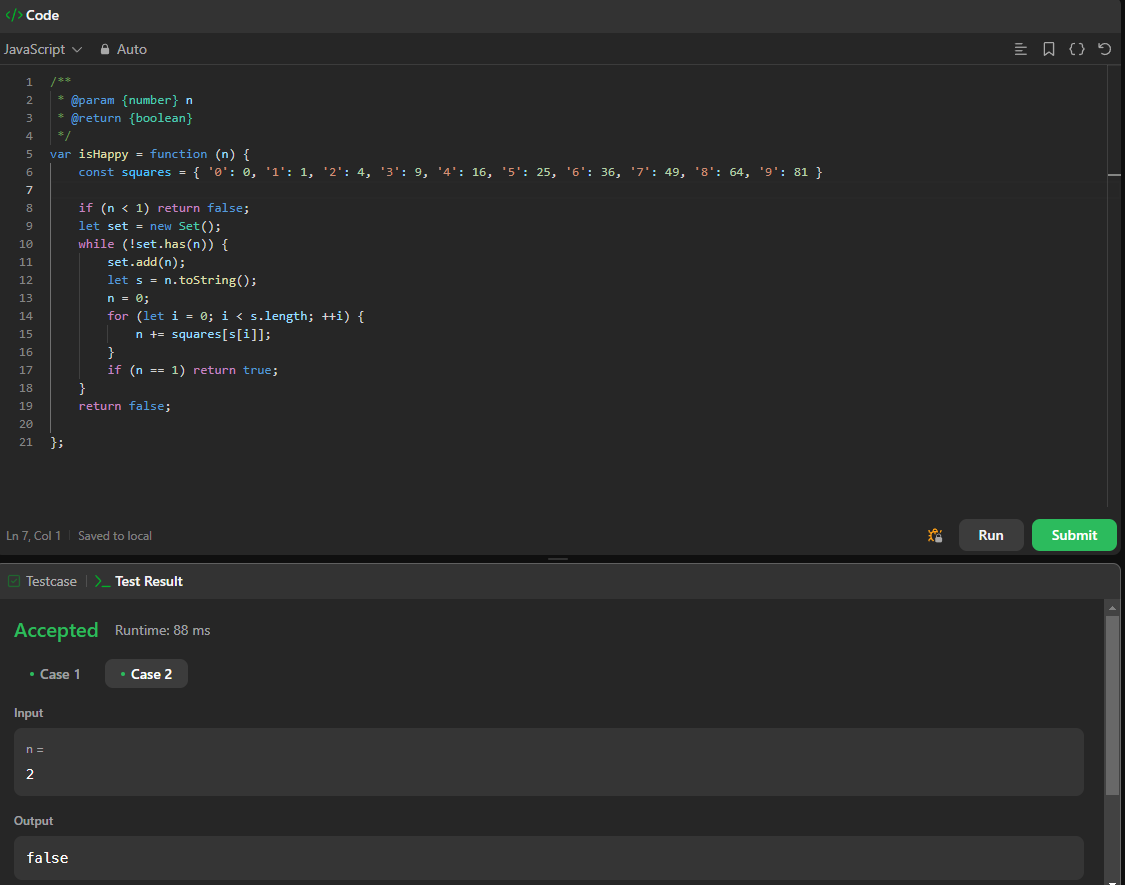 </> Code
JavaScript Auto
1 /**
2  * @param {number} n
3  * @return {boolean}
4  */
5 var isHappy = function (n) {
6     const squares = { '0': 0, '1': 1, '2': 4, '3': 9, '4': 16, '5': 25, '6': 36, '7': 49, '8': 64, '9': 81 }
7
8     if (n < 1) return false;
9     let set = new Set();
10     while (!set.has(n)) {
11         set.add(n);
12         let s = n.toString();
13         n = 0;
14         for (let i = 0; i < s.length; ++i) {
15             n += squares[s[i]];
16         }
17         if (n == 1) return true;
18     }
19     return false;
20
21 };
Ln 7, Col 1 Saved to local Run Submit
Testcase >_ Test Result
Accepted Runtime: 88 ms
• Case 1 • Case 2
Input
n =
2
Output
false